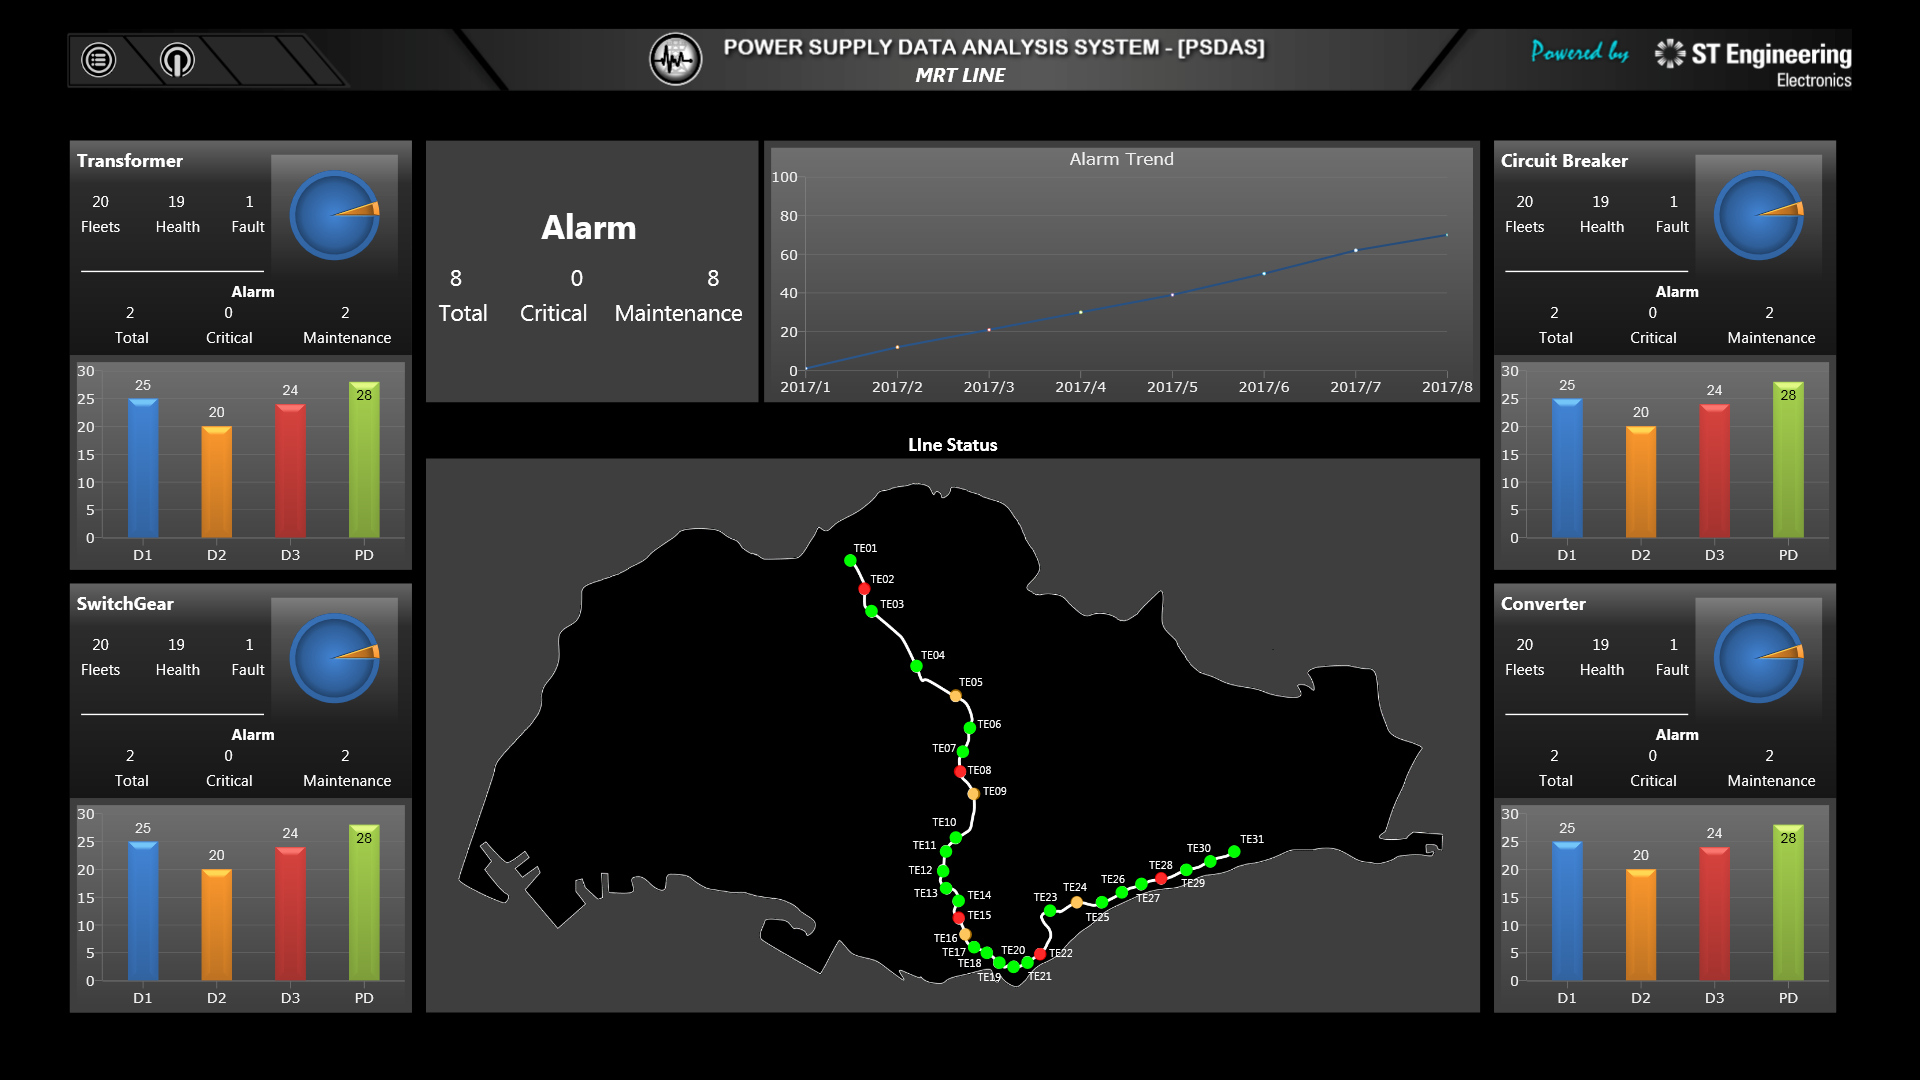 POWER SUPPLY DATA ANALYSIS SYSTEM - [PSDAS]
MRT LINE
Powered by
ST Engineering
Electronics
Transformer
20 19 1
Fleets Health Fault
Alarm
2 0 2
Total Critical Maintenance
30
25
20
15
10
5
0
25 20 24 28
D1 D2 D3 PD
SwitchGear
20 19 1
Fleets Health Fault
Alarm
2 0 2
Total Critical Maintenance
30
25
20
15
10
5
0
25 20 24 28
D1 D2 D3 PD
Alarm
8 0 8
Total Critical Maintenance
Alarm Trend
100
80
60
40
20
0
2017/1 2017/2 2017/3 2017/4 2017/5 2017/6 2017/7 2017/8
LIne Status
TE01
TE02
TE03
TE04
TE05
TE06
TE07
TE08
TE09
TE10
TE11
TE12
TE13
TE14
TE15
TE16
TE17
TE18
TE19
TE20
TE21
TE22
TE23
TE24
TE25
TE26
TE27
TE28
TE29
TE30
TE31
Circuit Breaker
20 19 1
Fleets Health Fault
Alarm
2 0 2
Total Critical Maintenance
30
25
20
15
10
5
0
25 20 24 28
D1 D2 D3 PD
Converter
20 19 1
Fleets Health Fault
Alarm
2 0 2
Total Critical Maintenance
30
25
20
15
10
5
0
25 20 24 28
D1 D2 D3 PD